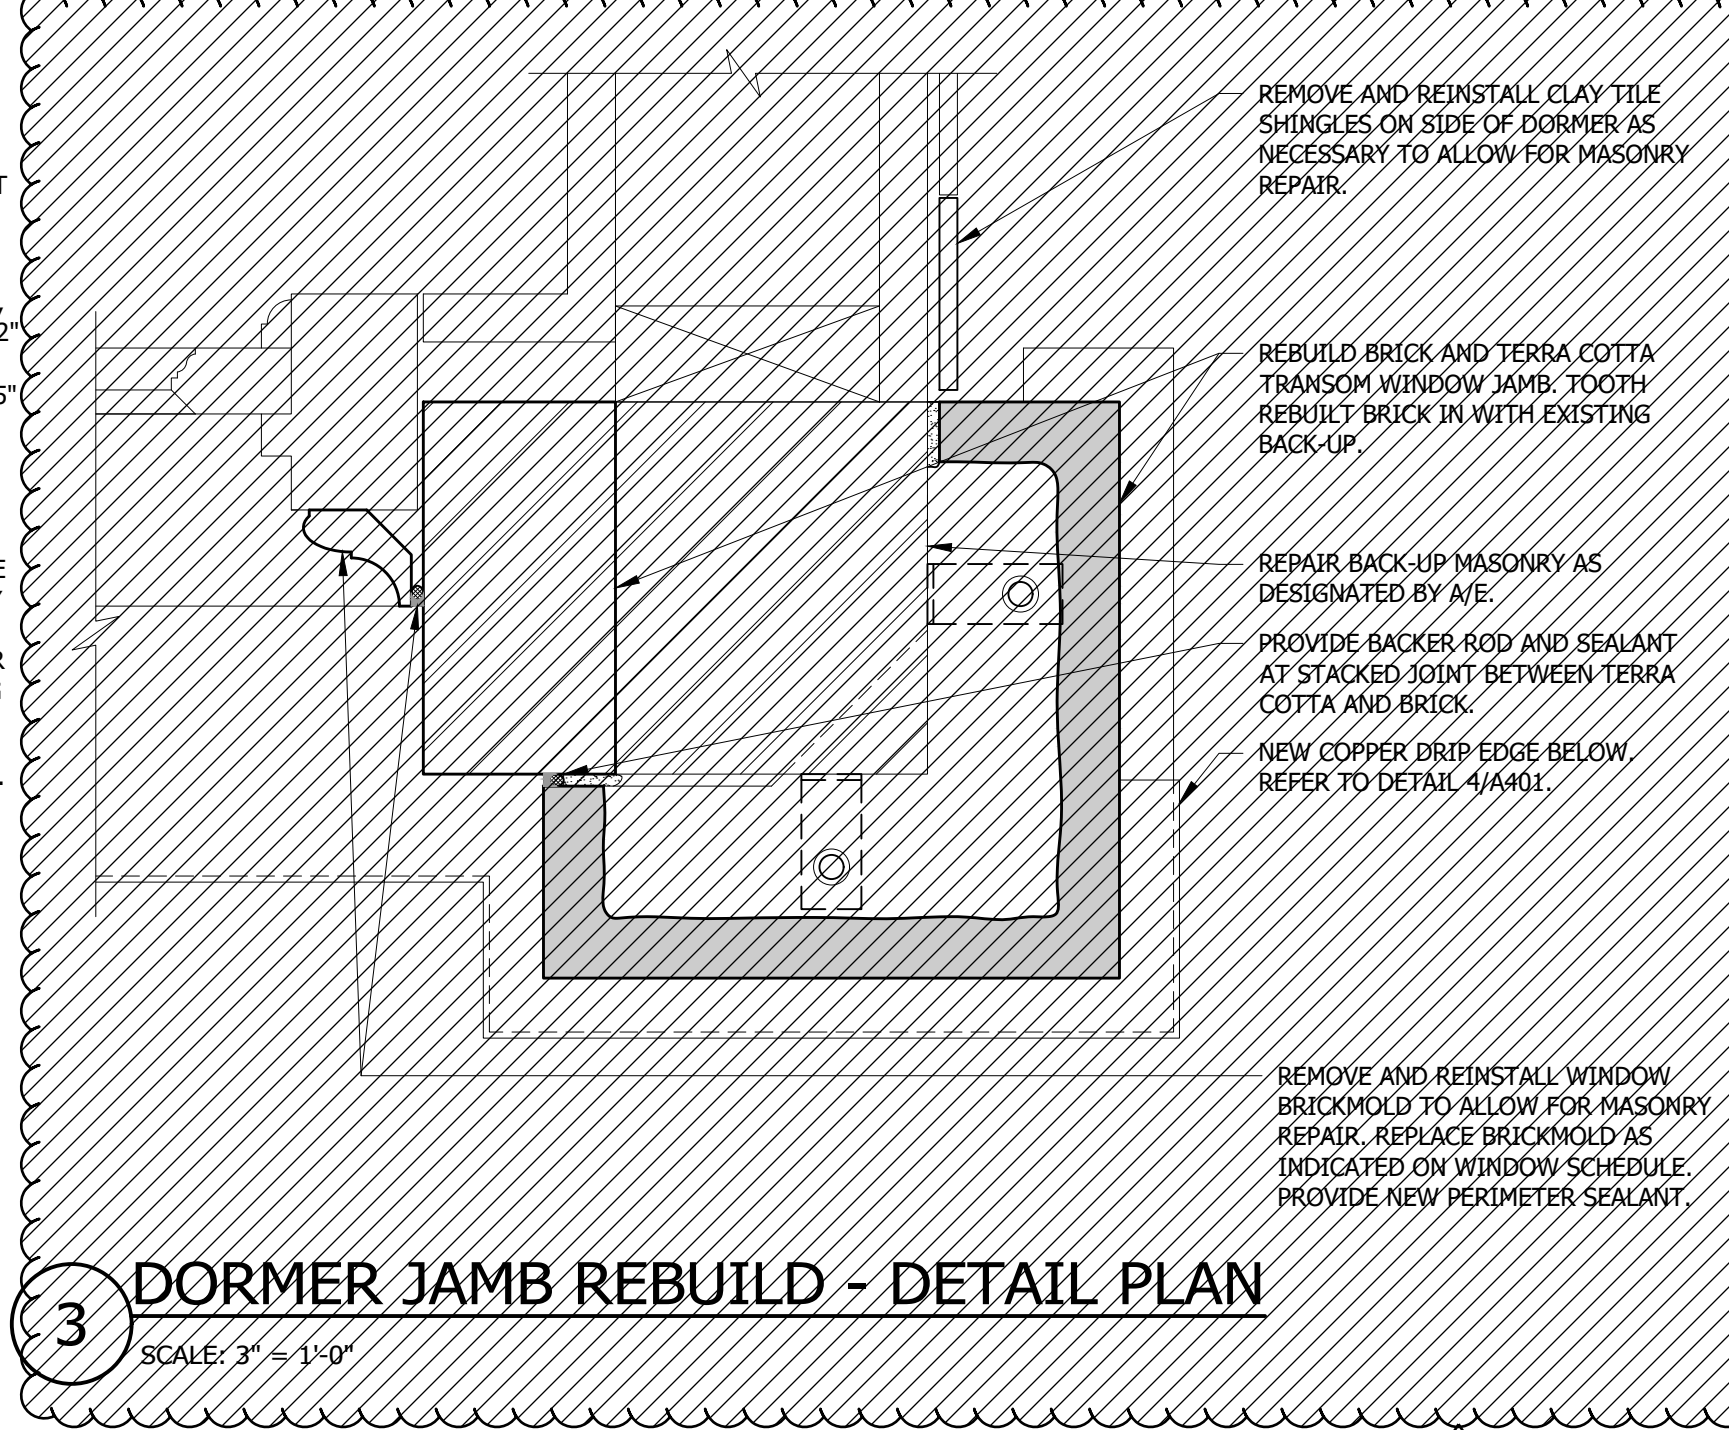 REMOVE AND REINSTALL CLAY TILE
SHINGLES ON SIDE OF DORMER AS
NECESSARY TO ALLOW FOR MASONRY
REPAIR.
REBUILD BRICK AND TERRA COTTA
TRANSOM WINDOW JAMB. TOOTH
REBUILT BRICK IN WITH EXISTING
BACK-UP.
REPAIR BACK-UP MASONRY AS
DESIGNATED BY A/E.
PROVIDE BACKER ROD AND SEALANT
AT STACKED JOINT BETWEEN TERRA
COTTA AND BRICK.
NEW COPPER DRIP EDGE BELOW.
REFER TO DETAIL 4/A401.
REMOVE AND REINSTALL WINDOW
BRICKMOLD TO ALLOW FOR MASONRY
REPAIR. REPLACE BRICKMOLD AS
INDICATED ON WINDOW SCHEDULE.
PROVIDE NEW PERIMETER SEALANT.
3
DORMER JAMB REBUILD - DETAIL PLAN
SCALE: 3" = 1'-0"